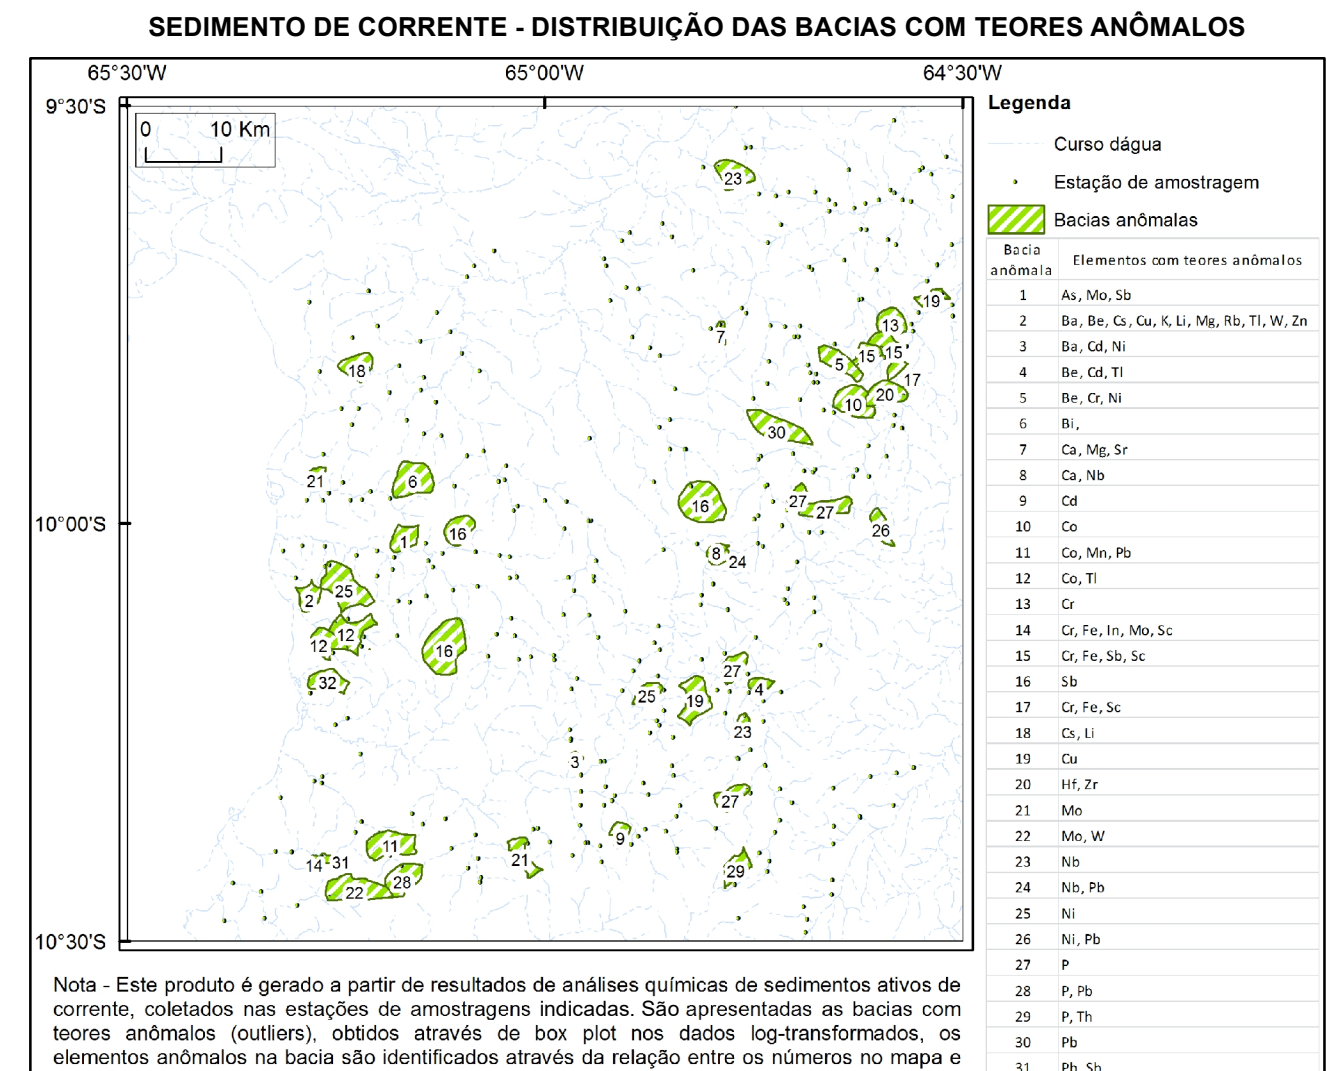 SEDIMENTO DE CORRENTE - DISTRIBUIÇÃO DAS BACIAS COM TEORES ANÔMALOS
65°30'W 65°00'W 64°30'W
9°30'S
10°00'S
10°30'S
0 10 Km
23
19
13
7
15
15
5
17
18
20
10
30
21
6
16
27
27
26
16
1
8
24
25
2
12
12
16
32
27
4
25
19
23
3
27
9
11
21
14
31
29
28
22
Legenda
Curso dágua
Estação de amostragem
Bacias anômalas
Bacia anômala Elementos com teores anômalos
1 As, Mo, Sb
2 Ba, Be, Cs, Cu, K, Li, Mg, Rb, Tl, W, Zn
3 Ba, Cd, Ni
4 Be, Cd, Tl
5 Be, Cr, Ni
6 Bi,
7 Ca, Mg, Sr
8 Ca, Nb
9 Cd
10 Co
11 Co, Mn, Pb
12 Co, Tl
13 Cr
14 Cr, Fe, In, Mo, Sc
15 Cr, Fe, Sb, Sc
16 Sb
17 Cr, Fe, Sc
18 Cs, Li
19 Cu
20 Hf, Zr
21 Mo
22 Mo, W
23 Nb
24 Nb, Pb
25 Ni
26 Ni, Pb
27 P
28 P, Pb
29 P, Th
30 Pb
31 Pb, Sb
Nota - Este produto é gerado a partir de resultados de análises químicas de sedimentos ativos de
corrente, coletados nas estações de amostragens indicadas. São apresentadas as bacias com
teores anômalos (outliers), obtidos através de box plot nos dados log-transformados, os
elementos anômalos na bacia são identificados através da relação entre os números no mapa e